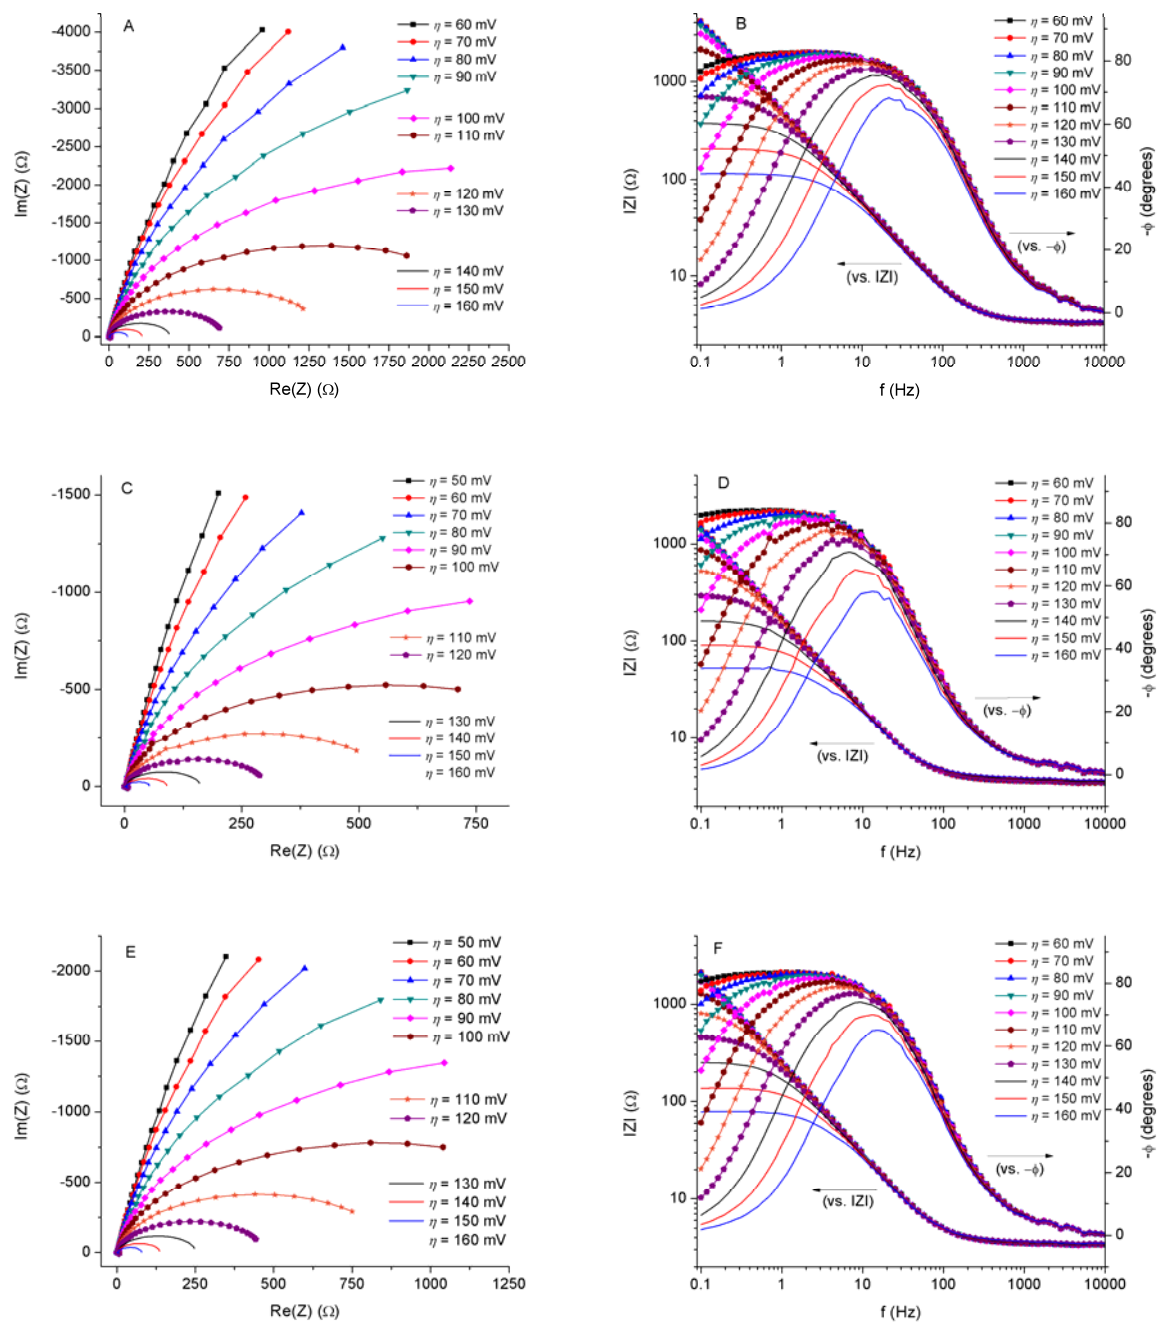 A
-4000
-3500
-3000
-2500
-2000
-1500
-1000
-500
0
Im(Z) (Ω)
0 250 500 750 1000 1250 1500 1750 2000 2250 2500
Re(Z) (Ω)
η = 60 mV
η = 70 mV
η = 80 mV
η = 90 mV
η = 100 mV
η = 110 mV
η = 120 mV
η = 130 mV
η = 140 mV
η = 150 mV
η = 160 mV
B
1000
100
10
IZI (Ω)
0.1 1 10 100 1000 10000
f (Hz)
η = 60 mV
η = 70 mV
η = 80 mV
η = 90 mV
η = 100 mV
η = 110 mV
η = 120 mV
η = 130 mV
η = 140 mV
η = 150 mV
η = 160 mV
(vs. -ϕ)
(vs. IZI)
80
60
40
20
0
-ϕ (degrees)
C
-1500
-1000
-500
0
Im(Z) (Ω)
0 250 500 750
Re(Z) (Ω)
η = 50 mV
η = 60 mV
η = 70 mV
η = 80 mV
η = 90 mV
η = 100 mV
η = 110 mV
η = 120 mV
η = 130 mV
η = 140 mV
η = 150 mV
η = 160 mV
D
1000
100
10
IZI (Ω)
0.1 1 10 100 1000 10000
f (Hz)
η = 60 mV
η = 70 mV
η = 80 mV
η = 90 mV
η = 100 mV
η = 110 mV
η = 120 mV
η = 130 mV
η = 140 mV
η = 150 mV
η = 160 mV
(vs. -ϕ)
(vs. IZI)
80
60
40
20
0
-ϕ (degrees)
E
-2000
-1500
-1000
-500
0
Im(Z) (Ω)
0 250 500 750 1000 1250
Re(Z) (Ω)
η = 50 mV
η = 60 mV
η = 70 mV
η = 80 mV
η = 90 mV
η = 100 mV
η = 110 mV
η = 120 mV
η = 130 mV
η = 140 mV
η = 150 mV
η = 160 mV
F
1000
100
10
IZI (Ω)
0.1 1 10 100 1000 10000
f (Hz)
η = 60 mV
η = 70 mV
η = 80 mV
η = 90 mV
η = 100 mV
η = 110 mV
η = 120 mV
η = 130 mV
η = 140 mV
η = 150 mV
η = 160 mV
(vs. -ϕ)
(vs. IZI)
80
60
40
20
0
-ϕ (degrees)